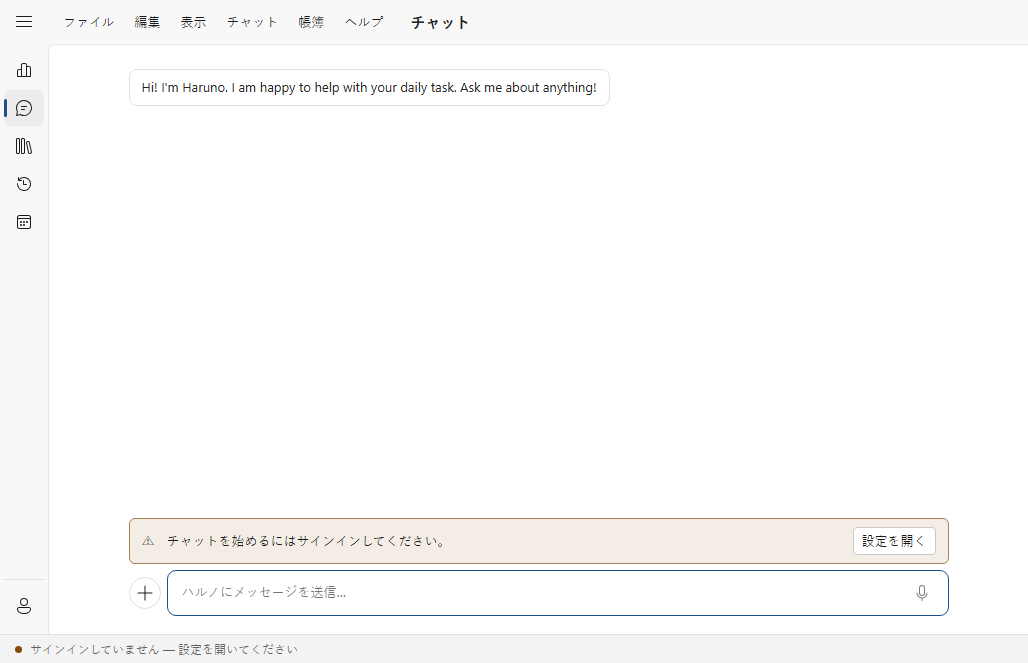 ファイル 編集 表示 チャット 帳簿 ヘルプ チャット
Hi! I'm Haruno. I am happy to help with your daily task. Ask me about anything!
チャットを始めるにはサインインしてください。 設定を開く
ハルノにメッセージを送信...
サインインしていません — 設定を開いてください